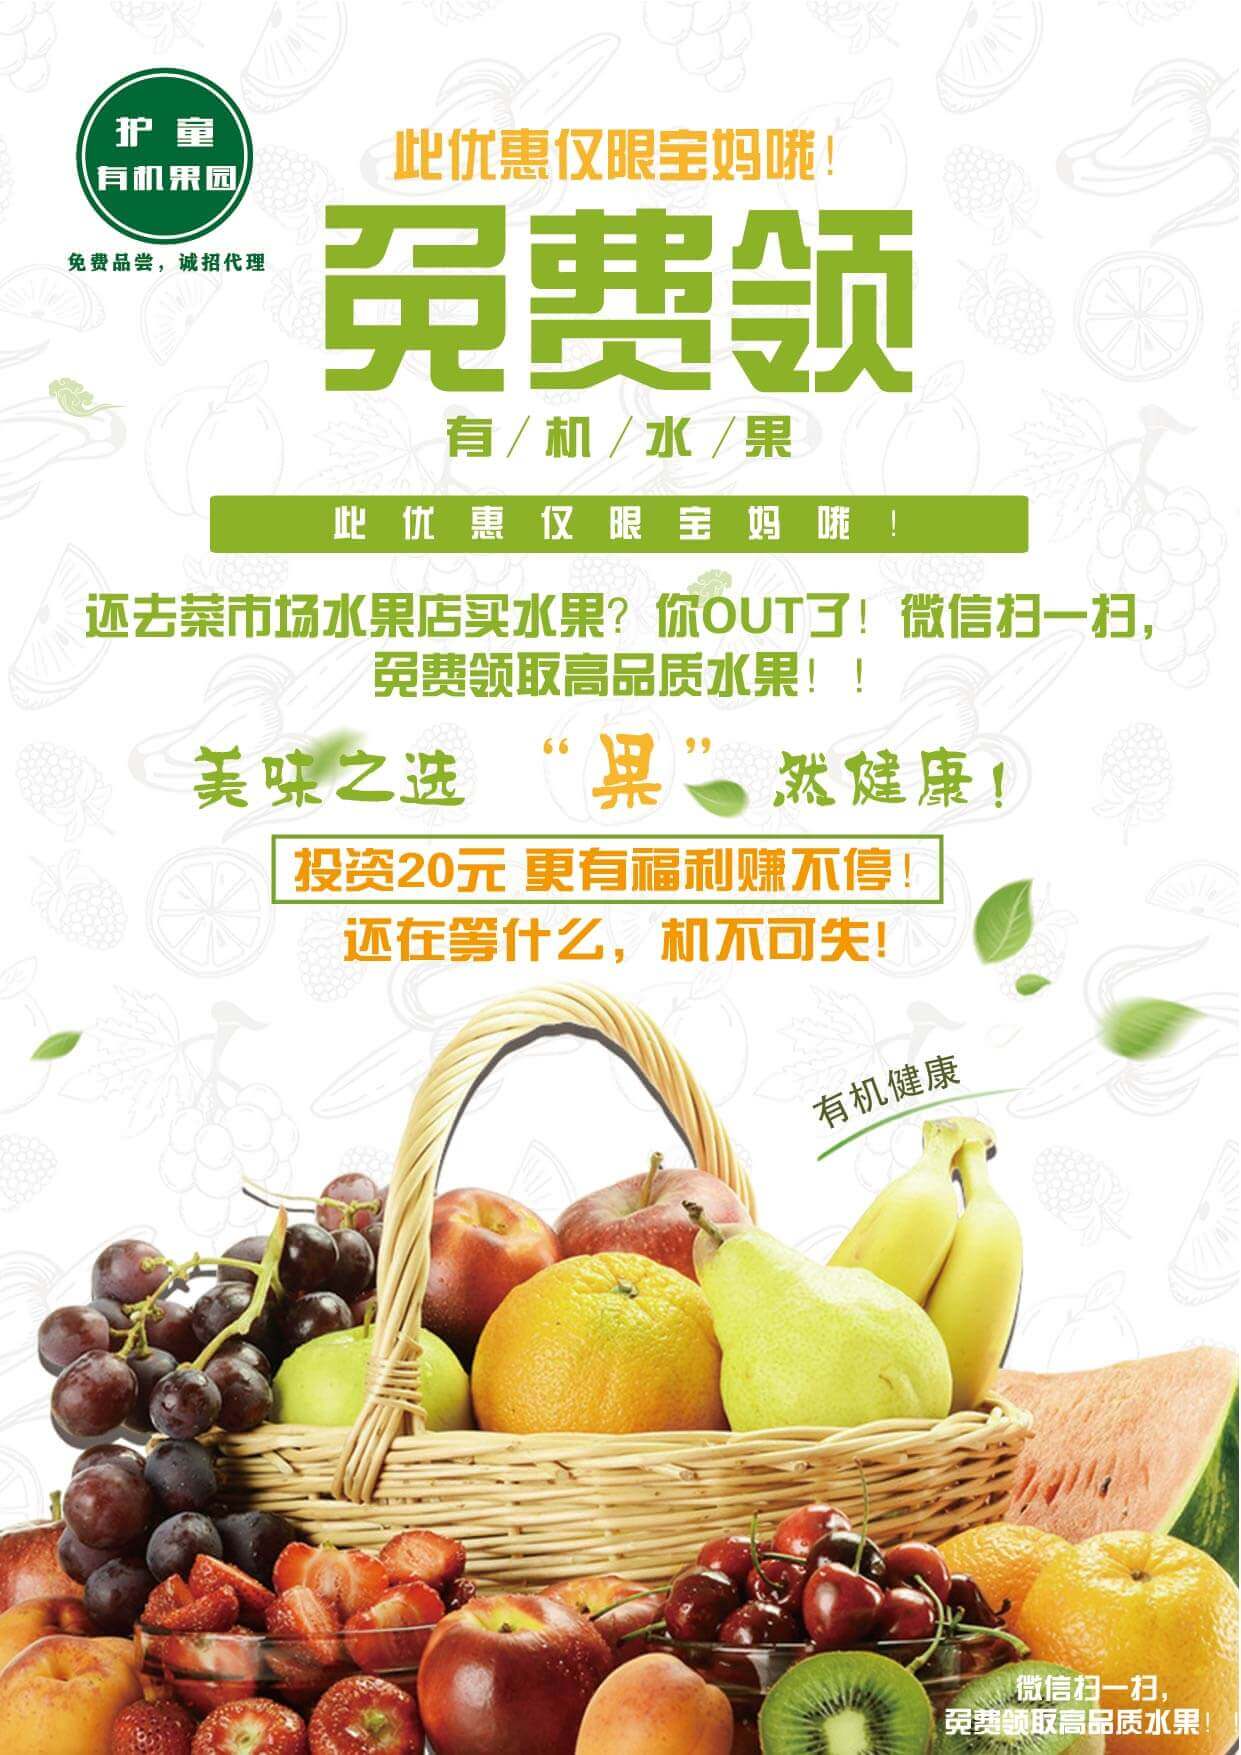 护童
有机果园
免费品尝，诚招代理
此优惠仅限宝妈哦！
免费领
有/机/水/果
此优惠仅限宝妈哦！
还去菜市场水果店买水果？你OUT了！微信扫一扫，
免费领取高品质水果！！
美味之选 “果”然健康！
投资20元 更有福利赚不停！
还在等什么，机不可失!
有机健康
微信扫一扫，
免费领取高品质水果！！